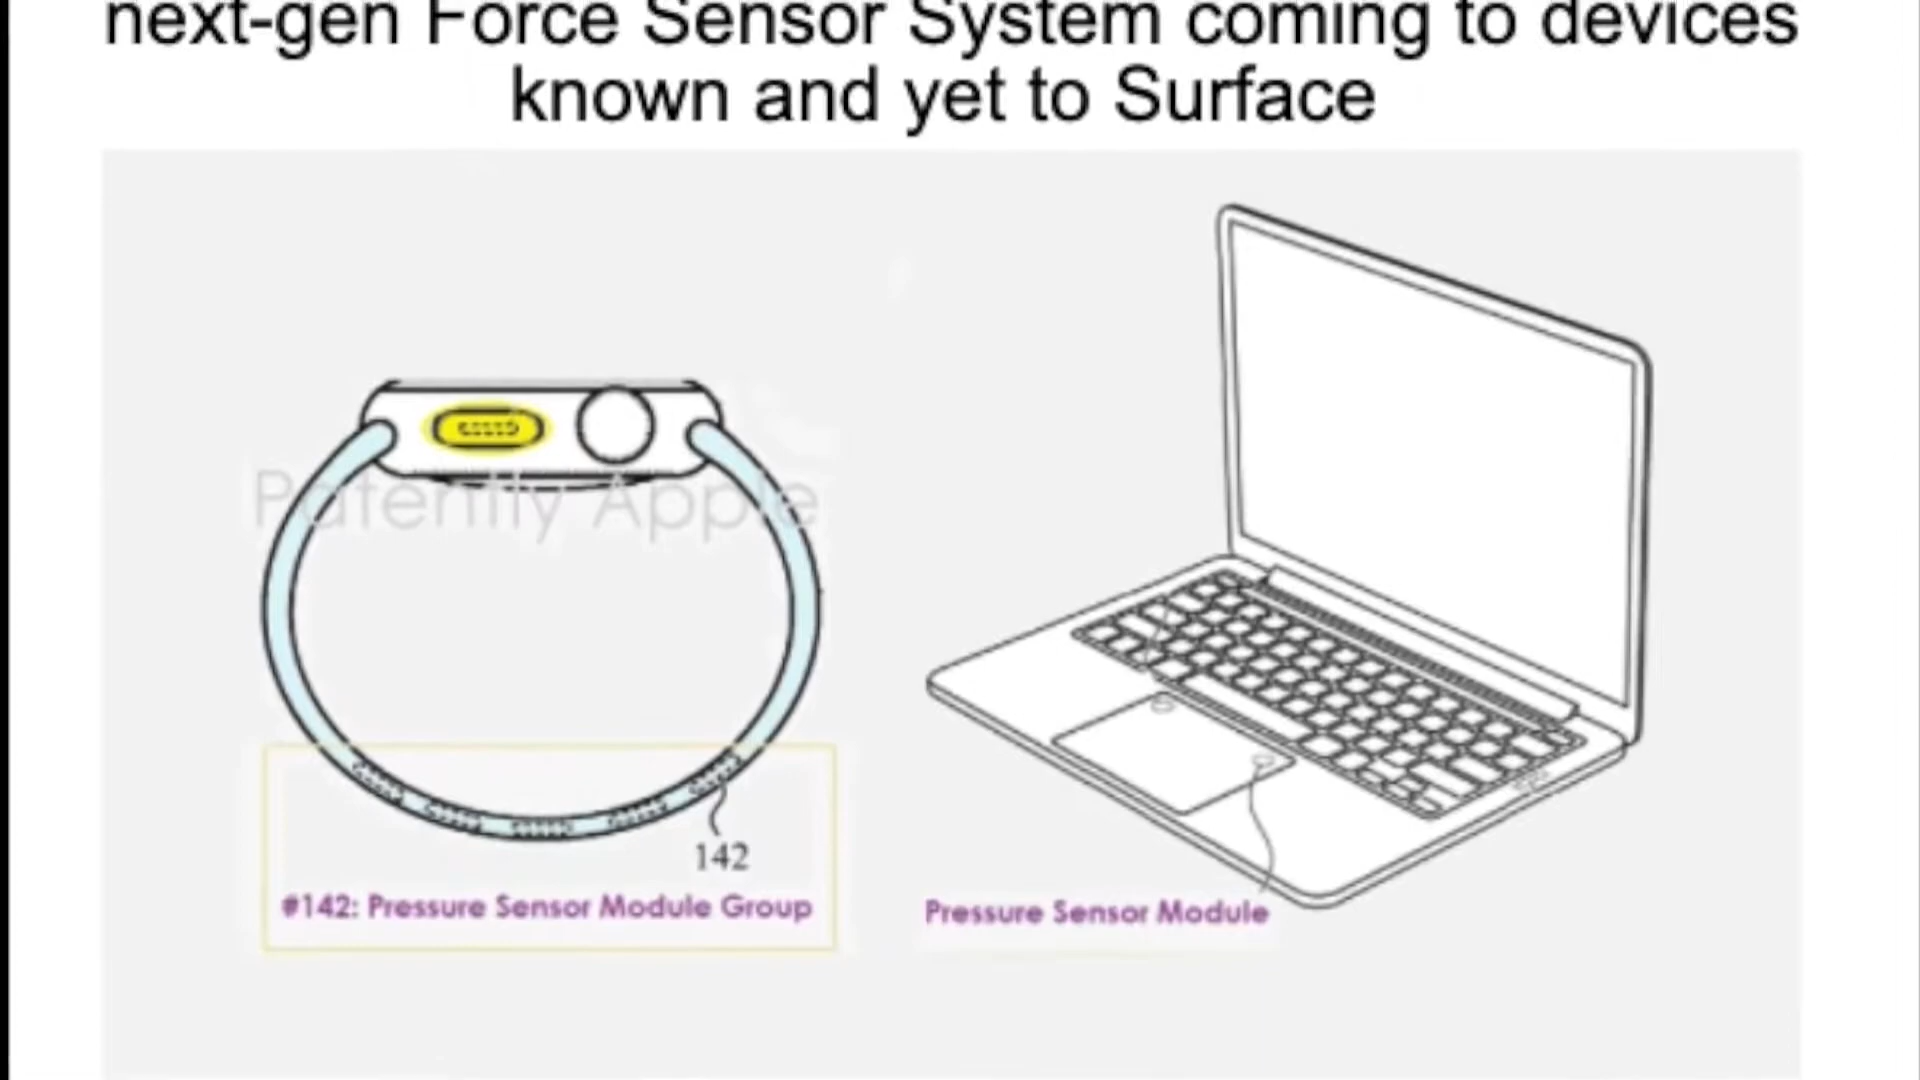 next-gen Force Sensor System coming to devices
known and yet to Surface
Patently Apple
142
#142: Pressure Sensor Module Group
Pressure Sensor Module